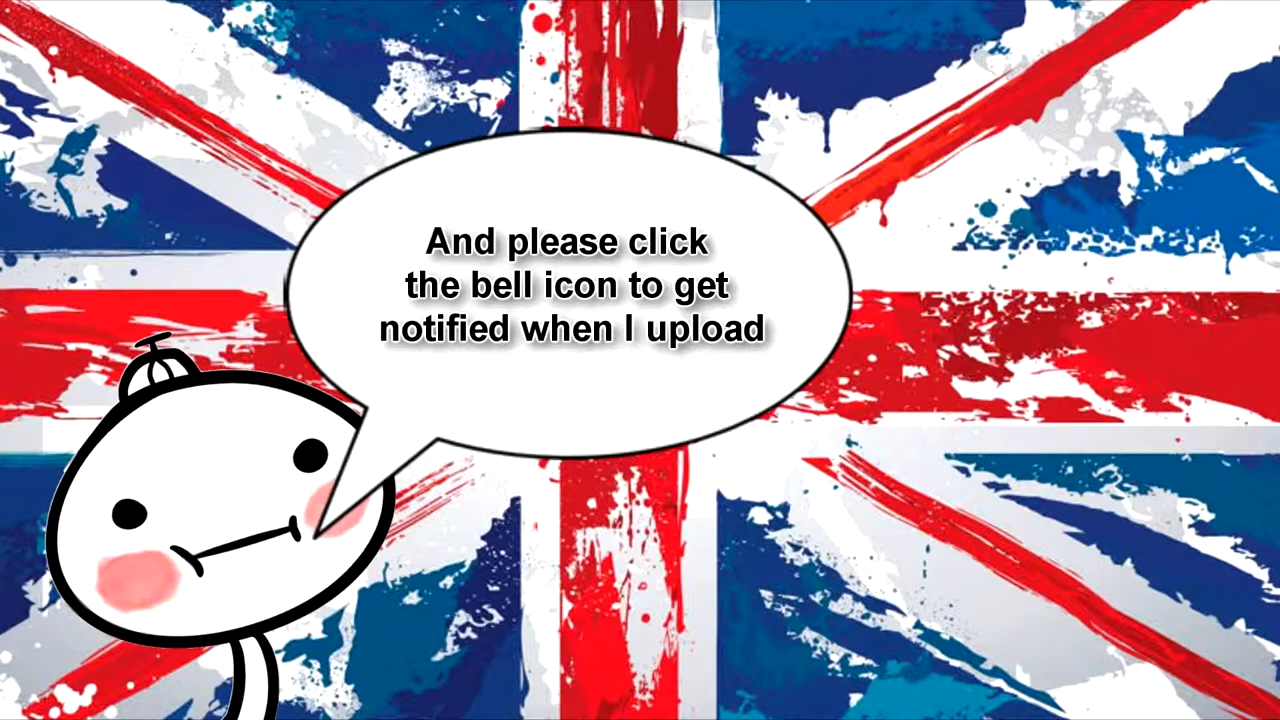 And please click
the bell icon to get
notified when I upload